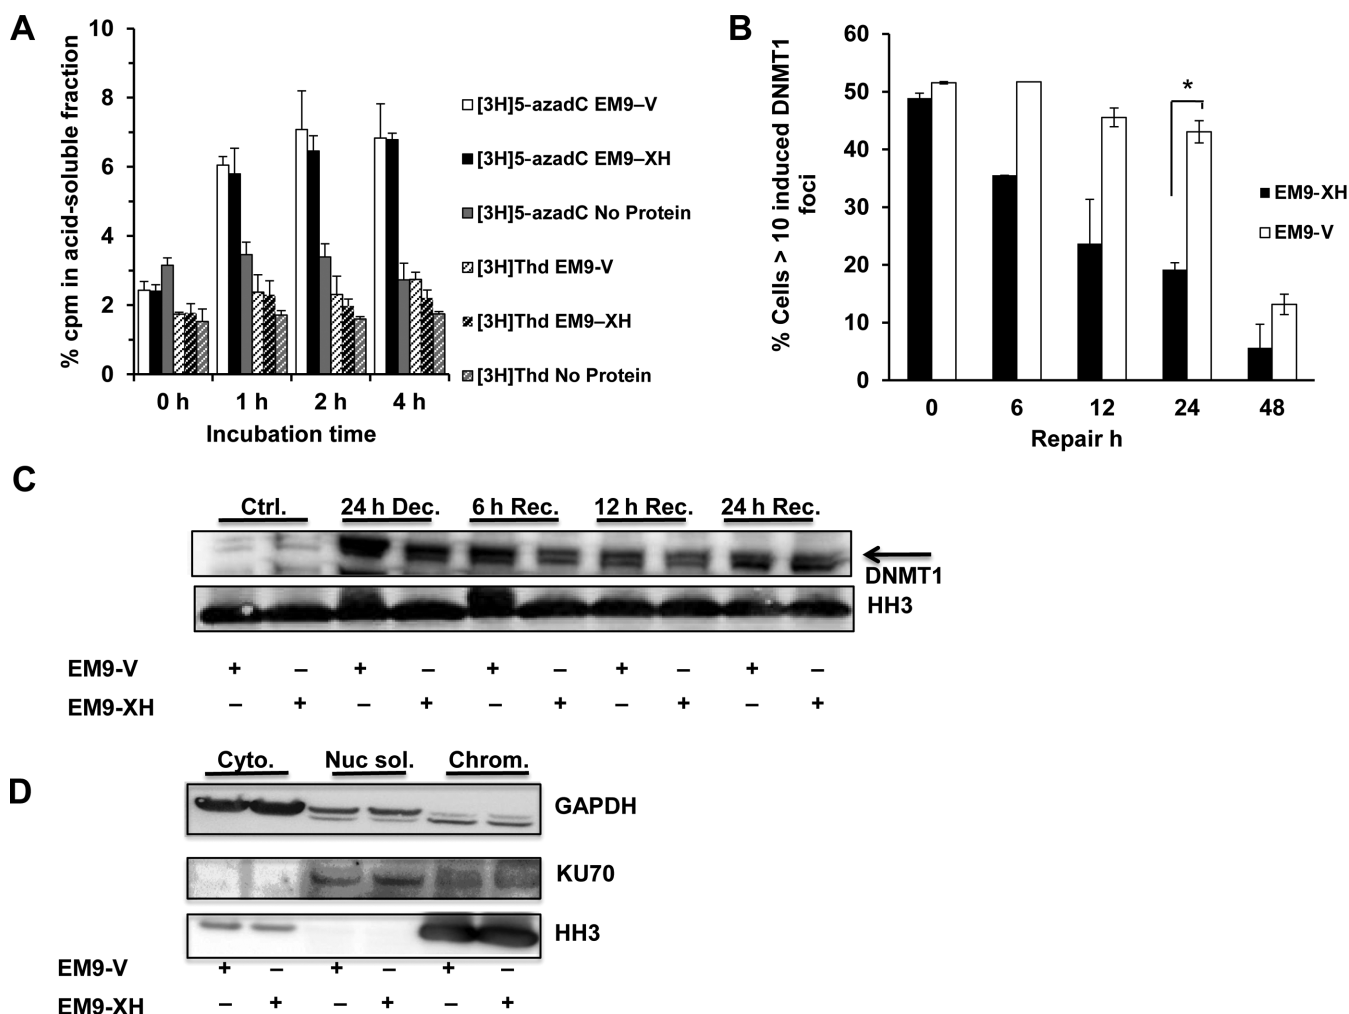 A
10
8
6
4
2
0
% cpm in acid-soluble fraction
0 h 1 h 2 h 4 h
Incubation time
[3H]5-azadC EM9–V
[3H]5-azadC EM9–XH
[3H]5-azadC No Protein
[3H]Thd EM9-V
[3H]Thd EM9–XH
[3H]Thd No Protein
B
60
50
40
30
20
10
0
% Cells > 10 induced DNMT1
foci
*
0 6 12 24 48
Repair h
EM9-XH
EM9-V
C
Ctrl. 24 h Dec. 6 h Rec. 12 h Rec. 24 h Rec.
DNMT1
HH3
EM9-V + – + – + – + – + –
EM9-XH – + – + – + – + – +
D
Cyto. Nuc sol. Chrom.
GAPDH
KU70
HH3
EM9-V + – + – + –
EM9-XH – + – + – +